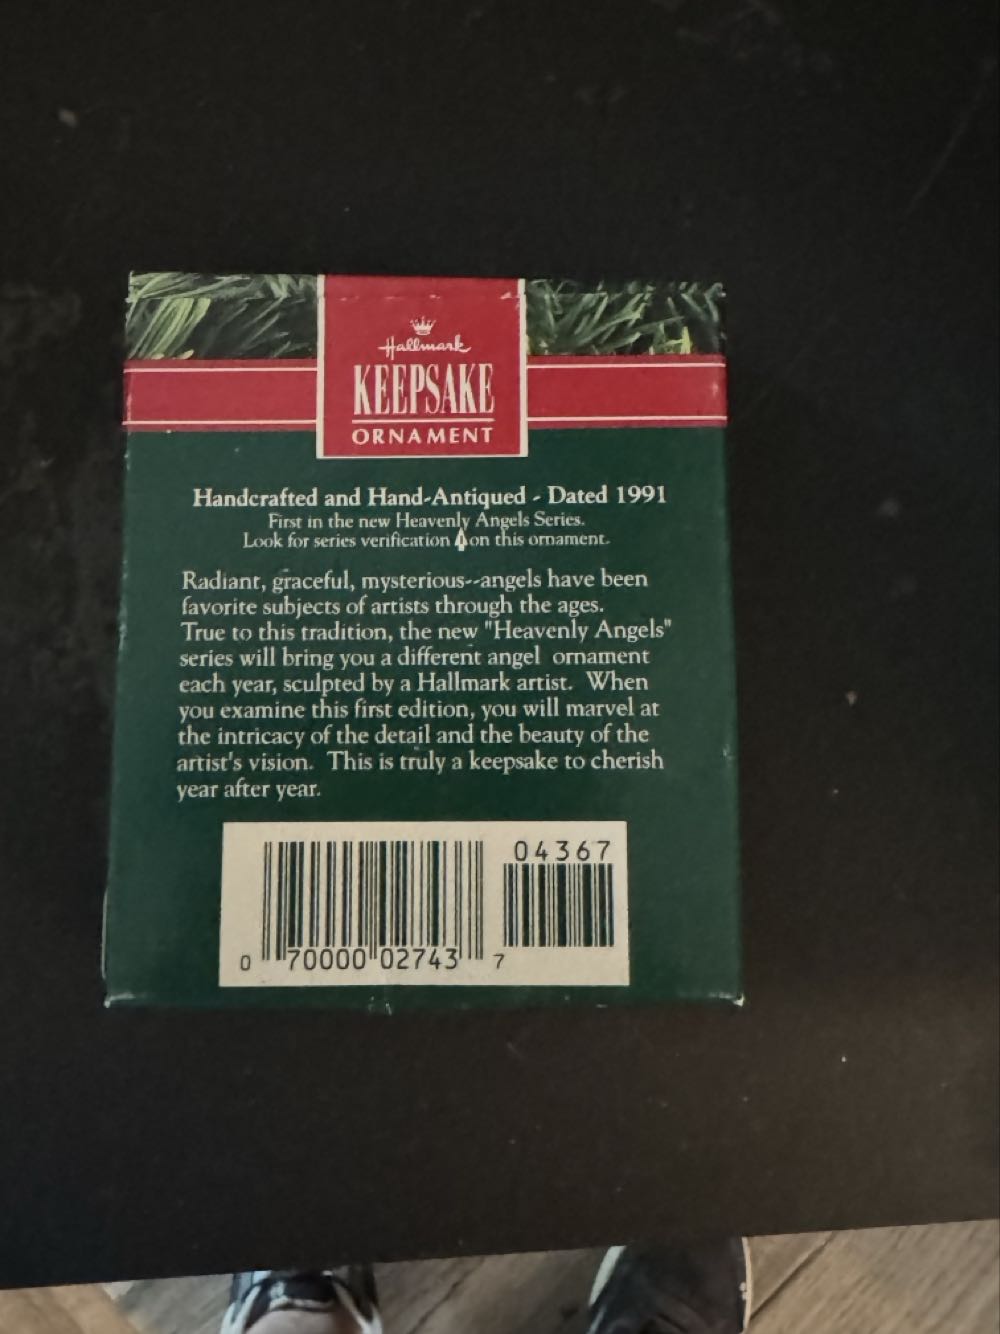 Hallmark
KEEPSAKE
ORNAMENT
Handcrafted and Hand-Antiqued - Dated 1991
First in the new Heavenly Angels Series.
Look for series verification on this ornament.
Radiant, graceful, mysterious--angels have been
favorite subjects of artists through the ages.
True to this tradition, the new "Heavenly Angels"
series will bring you a different angel ornament
each year, sculpted by a Hallmark artist. When
you examine this first edition, you will marvel at
the intricacy of the detail and the beauty of the
artist's vision. This is truly a keepsake to cherish
year after year.
04367
0 70000 02743 7